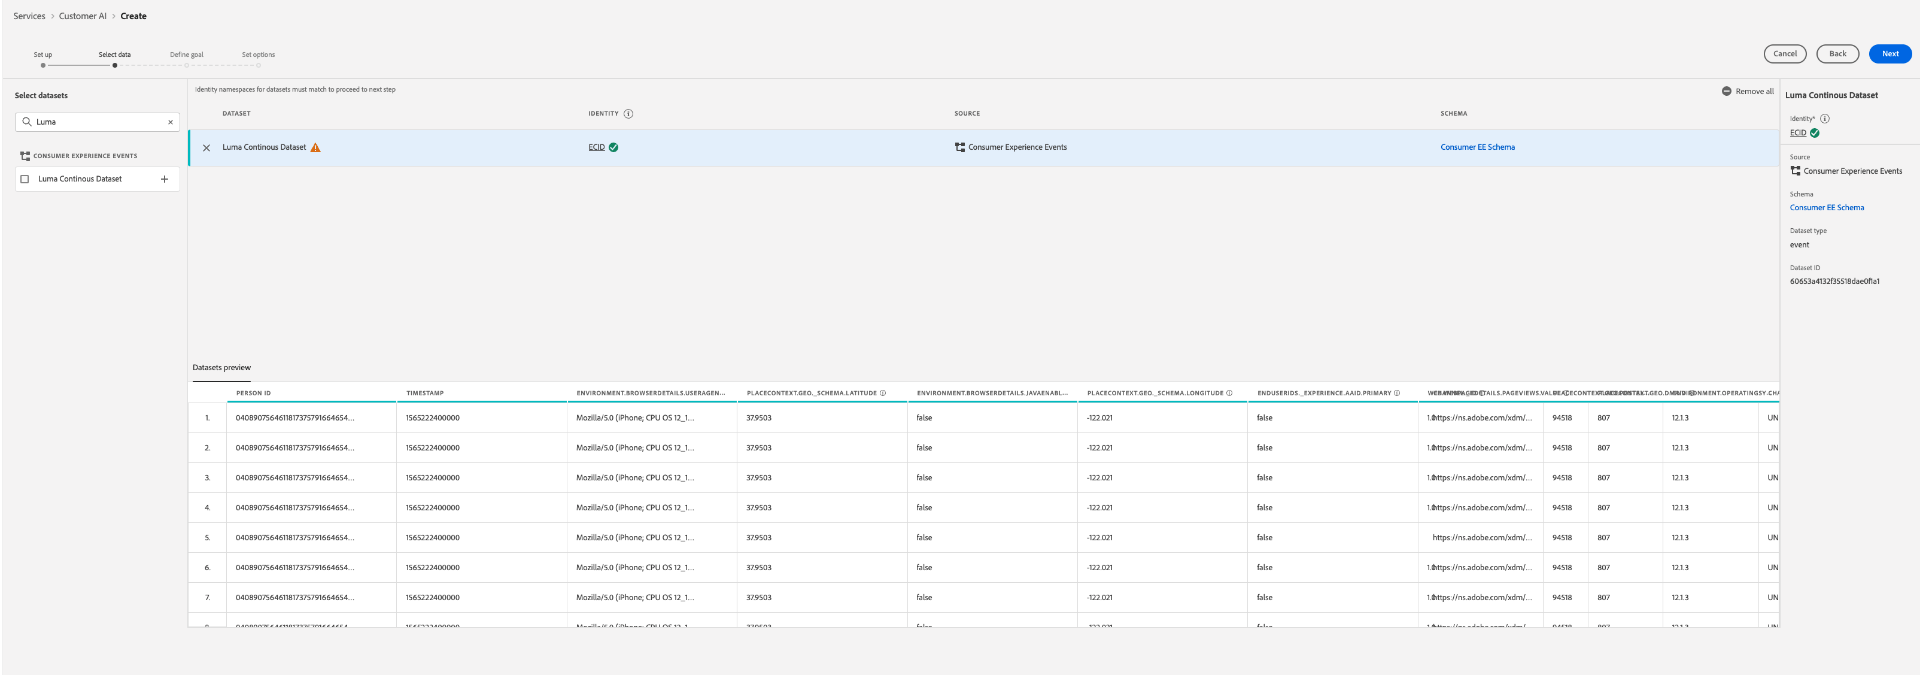 Services > Customer AI > Create
Set up Select data Define goal Set options
Cancel Back Next
Select datasets
Luma
CONSUMER EXPERIENCE EVENTS
Luma Continous Dataset
Identity namespaces for datasets must match to proceed to next step
Remove all
DATASET IDENTITY SOURCE SCHEMA
Luma Continous Dataset ECID Consumer Experience Events Consumer EE Schema
Luma Continous Dataset
Identity*
ECID
Source
Consumer Experience Events
Schema
Consumer EE Schema
Dataset type
event
Dataset ID
60653a4132f35518dae0f1a1
Datasets preview
PERSON ID TIMESTAMP ENVIRONMENT.BROWSERDETAILS.USERAGEN... PLACECONTEXT.GEO._SCHEMA.LATITUDE ENVIRONMENT.BROWSERDETAILS.JAVAENABL... PLACECONTEXT.GEO._SCHEMA.LONGITUDE ENDUSERIDS._EXPERIENCE.AAID.PRIMARY
1. 04089075646118173757916​64654... 1565222400000 Mozilla/5.0 (iPhone; CPU OS 12_1... 37.9503 false -122.021 false https://ns.adobe.com/xdm/... 94518 807 12.1.3 UN
2. 0408907564611817375791664654... 1565222400000 Mozilla/5.0 (iPhone; CPU OS 12_1... 37.9503 false -122.021 false https://ns.adobe.com/xdm/... 94518 807 12.1.3 UN
3. 0408907564611817375791664654... 1565222400000 Mozilla/5.0 (iPhone; CPU OS 12_1... 37.9503 false -122.021 false https://ns.adobe.com/xdm/... 94518 807 12.1.3 UN
4. 0408907564611817375791664654... 1565222400000 Mozilla/5.0 (iPhone; CPU OS 12_1... 37.9503 false -122.021 false https://ns.adobe.com/xdm/... 94518 807 12.1.3 UN
5. 0408907564611817375791664654... 1565222400000 Mozilla/5.0 (iPhone; CPU OS 12_1... 37.9503 false -122.021 false https://ns.adobe.com/xdm/... 94518 807 12.1.3 UN
6. 0408907564611817375791664654... 1565222400000 Mozilla/5.0 (iPhone; CPU OS 12_1... 37.9503 false -122.021 false https://ns.adobe.com/xdm/... 94518 807 12.1.3 UN
7. 0408907564611817375791664654... 1565222400000 Mozilla/5.0 (iPhone; CPU OS 12_1... 37.9503 false -122.021 false https://ns.adobe.com/xdm/... 94518 807 12.1.3 UN